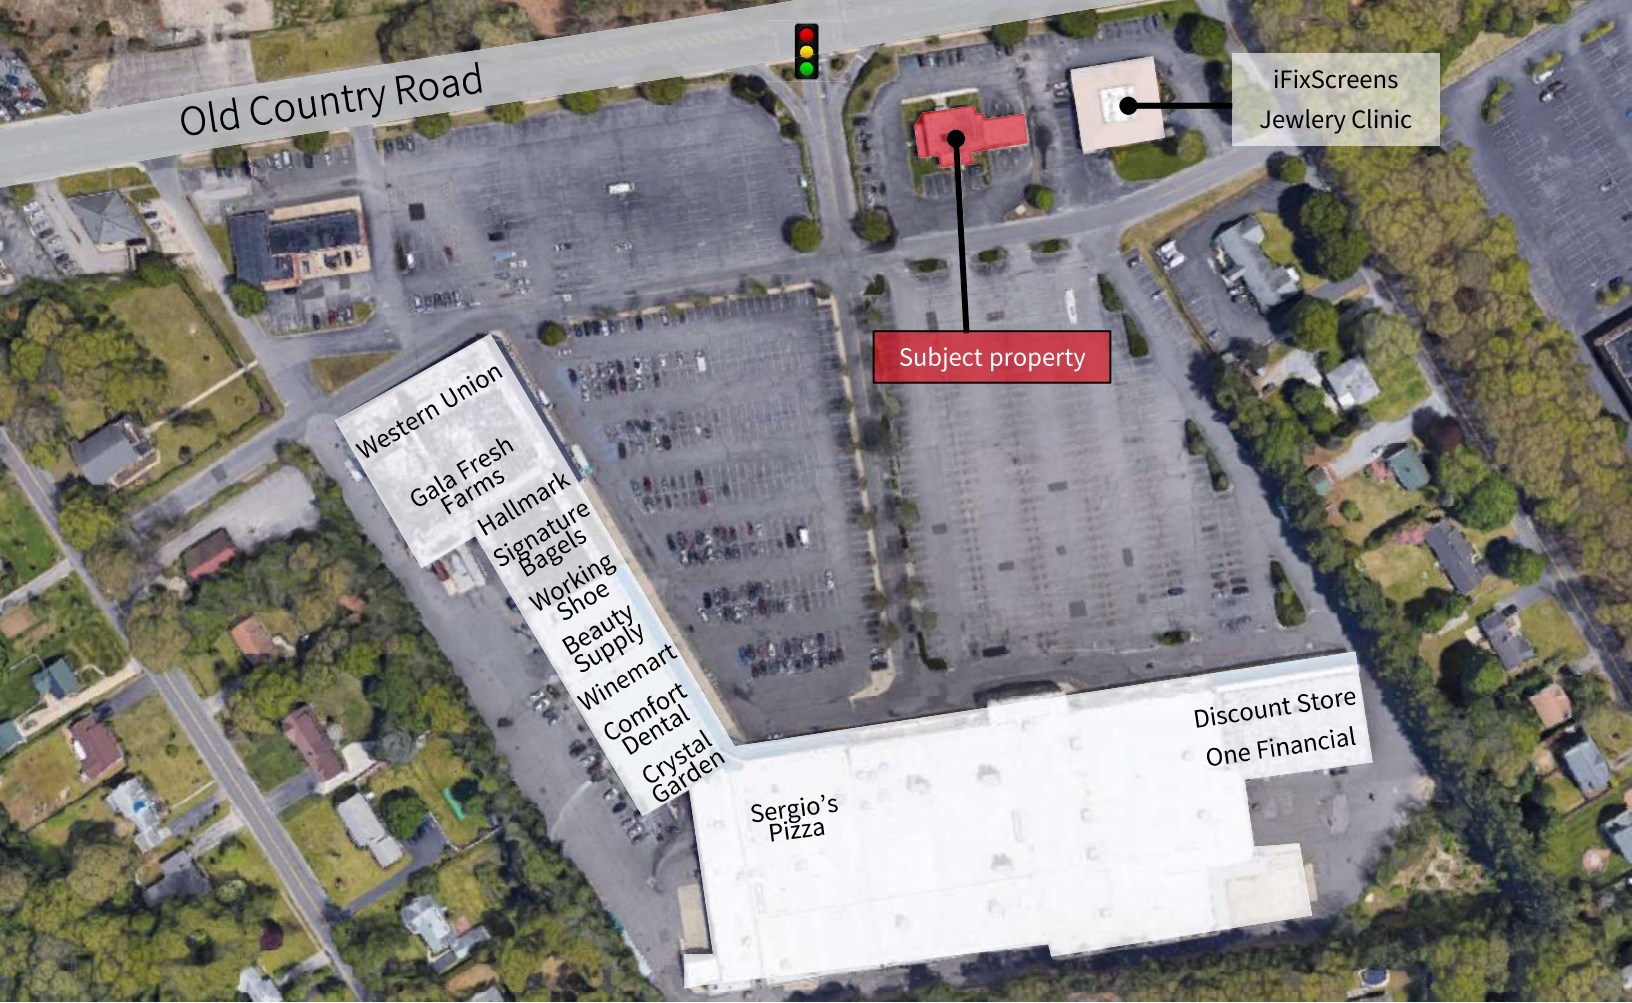 Old Country Road
iFixScreens
Jewlery Clinic
Subject property
Western Union
Gala Fresh
Farms
Hallmark
Signature
Bagels
Working
Shoe
Beauty
Supply
Winemart
Comfort
Dental
Crystal
Garden
Sergio's
Pizza
Discount Store
One Financial